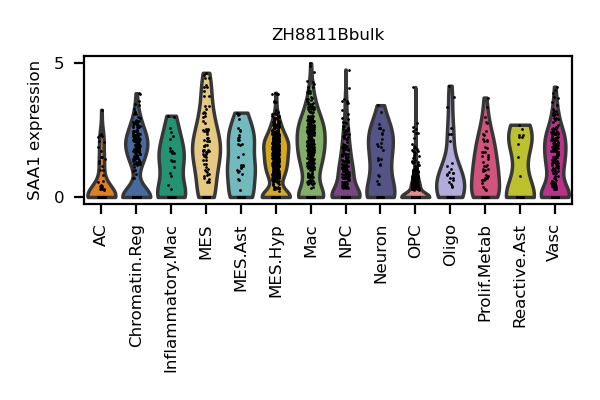 ZH8811Bbulk
SAA1 expression
5
0
AC
Chromatin.Reg
Inflammatory.Mac
MES
MES.Ast
MES.Hyp
Mac
NPC
Neuron
OPC
Oligo
Prolif.Metab
Reactive.Ast
Vasc